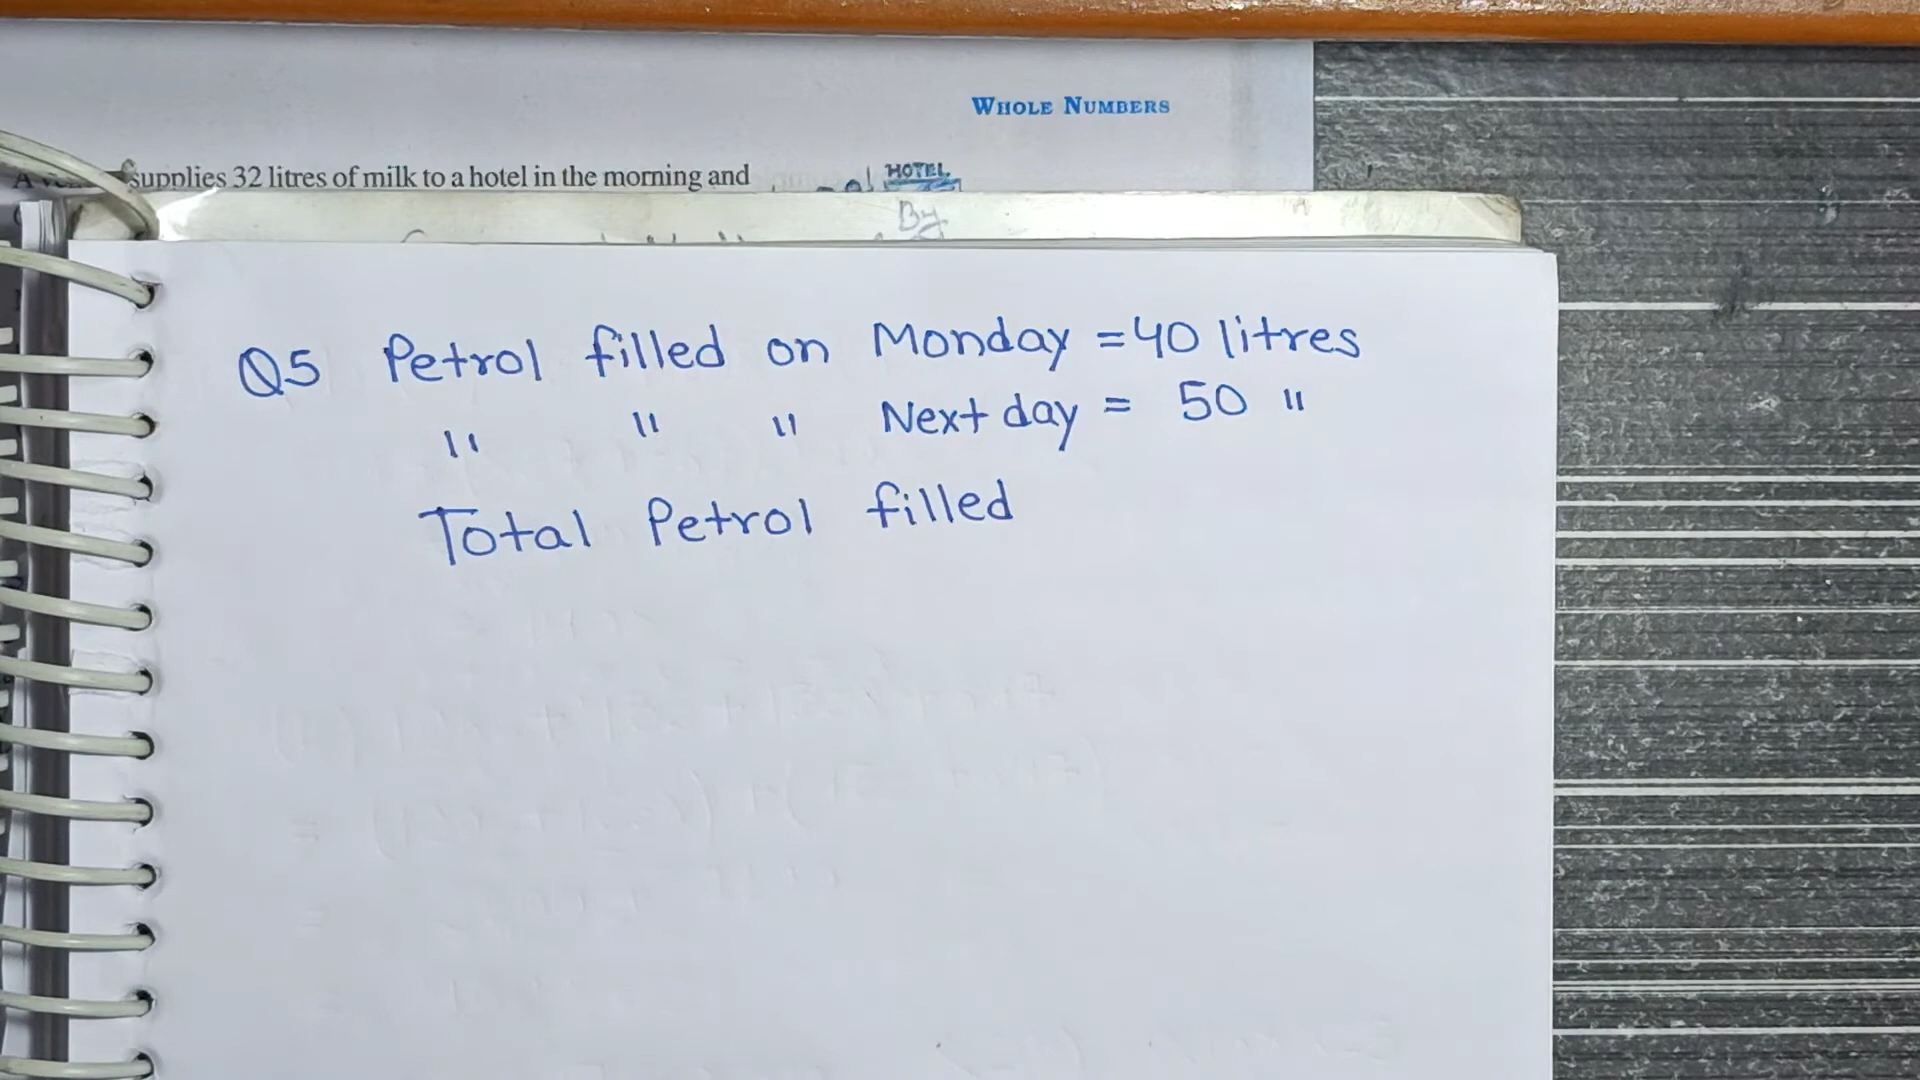 WHOLE NUMBERS
supplies 32 litres of milk to a hotel in the morning and
HOTEL
By
Q5 Petrol filled on Monday = 40 litres
" " " Next day = 50 "
Total Petrol filled